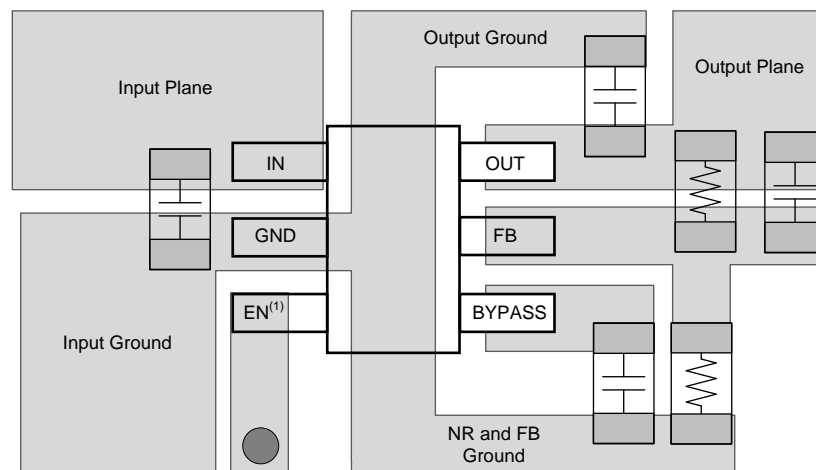 Output Ground
Output Plane
Input Plane
IN
OUT
GND
FB
EN(1)
BYPASS
Input Ground
NR and FB
Ground